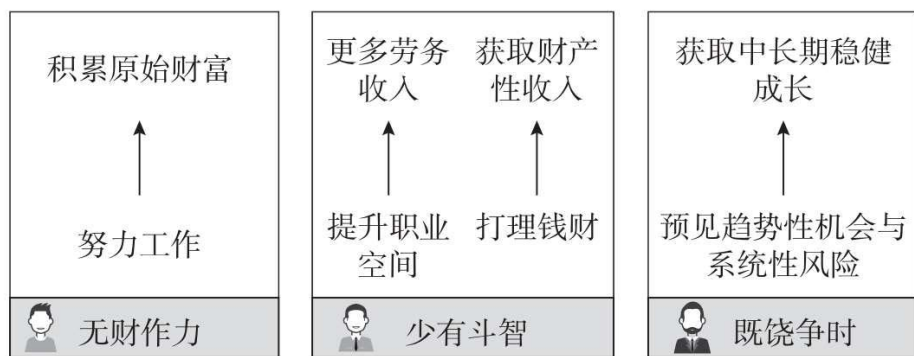 积累原始财富
努力工作
无财作力
更多劳务
收入
提升职业
空间
获取财产
性收入
打理钱财
少有斗智
获取中长期稳健
成长
预见趋势性机会与
系统性风险
既饶争时